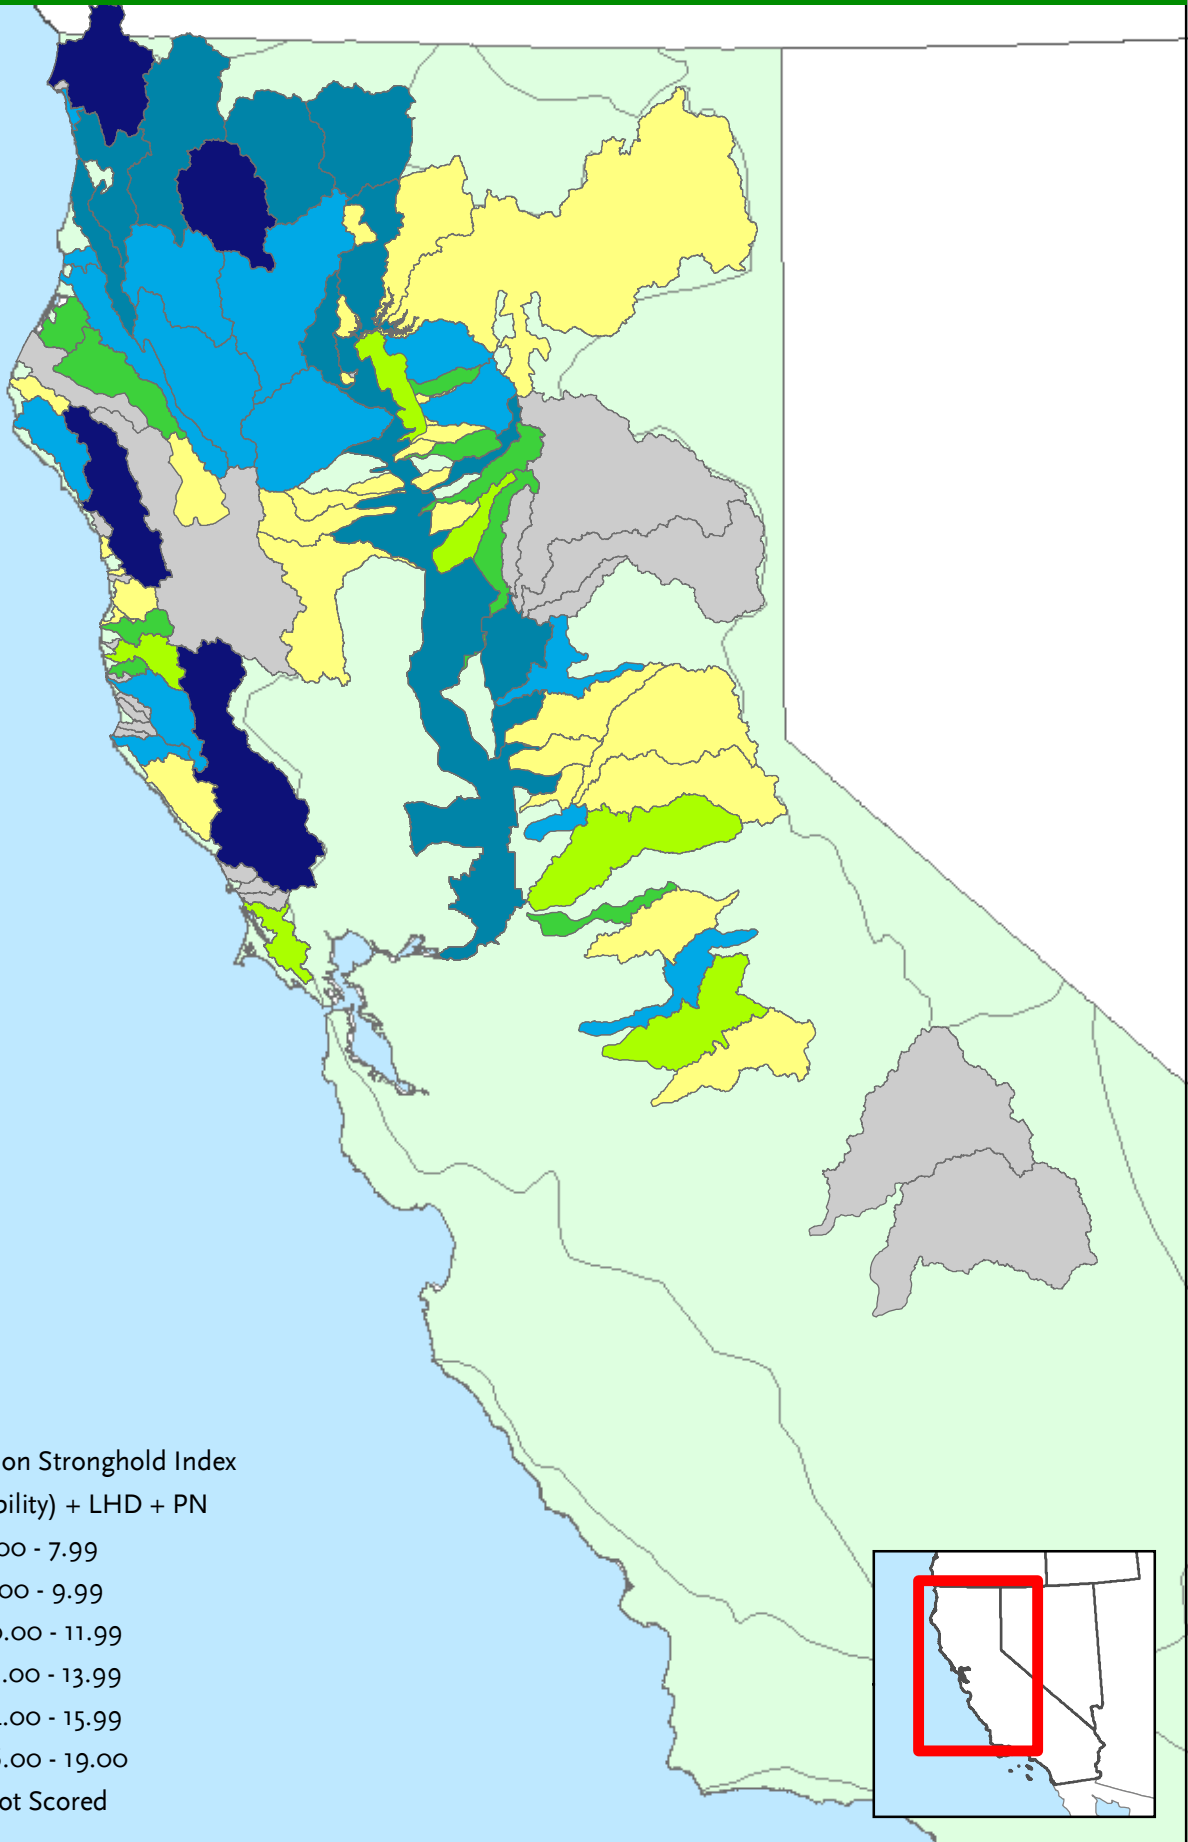 on Stronghold Index
bility) + LHD + PN
00 - 7.99
00 - 9.99
0.00 - 11.99
.00 - 13.99
.00 - 15.99
.00 - 19.00
ot Scored